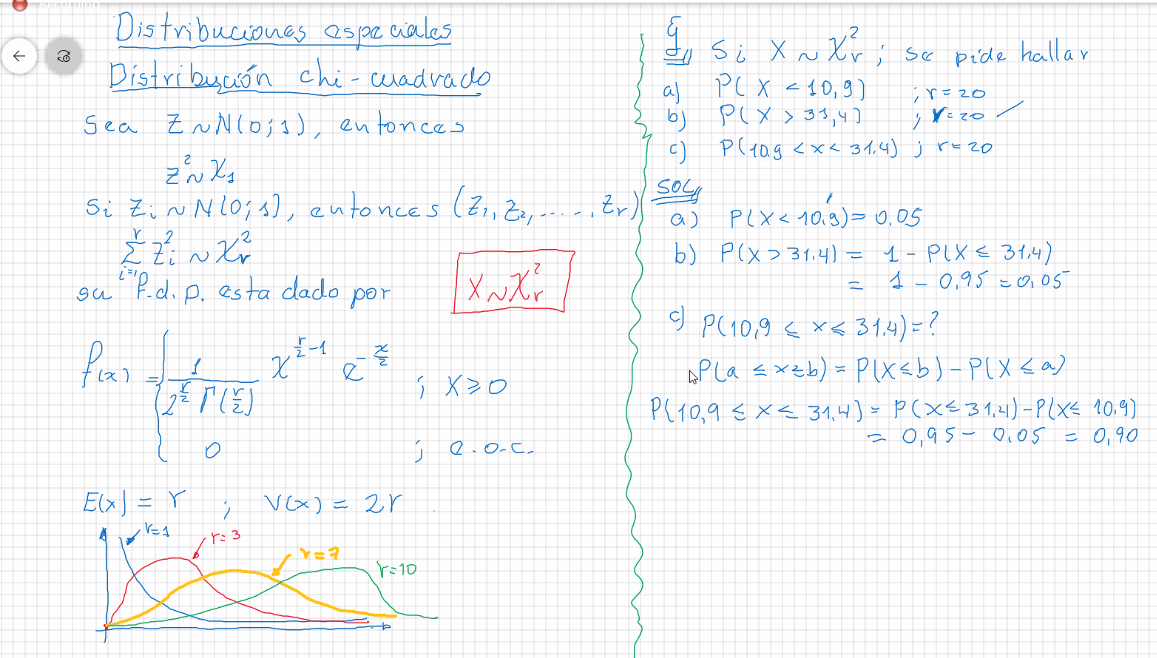 Distribuciones especiales
Distribución chi-cuadrado
Sea Z ~ N(0;1), entonces
Z² ~ χ₁
Si Zi ~ N(0;1), entonces (Z₁, Z₂, ....., Zr)
∑ᵢ₌₁ʳ Zi² ~ χ²r
su f.d.p. esta dado por
X ~ χ²r
f(x) = { 1 / (2^(r/2) Γ(r/2)) x^(r/2 - 1) e^(-x/2) ; X ≥ 0
0 ; e.o.c.
E(x) = r ; V(x) = 2r
r=1
r=3
r=7
r=10
Ej
Si X ~ χ²r ; se pide hallar
a) P( X < 10,9) ; r = 20
b) P(X > 31,4) ; r = 20
c) P(10.9 < x < 31.4) ; r = 20
SOL
a) P(X < 10.9) = 0.05
b) P(X > 31.4) = 1 - P(X ≤ 31.4)
= 1 - 0.95 = 0.05
c) P(10,9 ≤ x ≤ 31.4) = ?
P(a ≤ x ≤ b) = P(X ≤ b) - P(X ≤ a)
P(10,9 ≤ x ≤ 31,4) = P(x ≤ 31,4) - P(x ≤ 10.9)
= 0,95 - 0.05 = 0,90